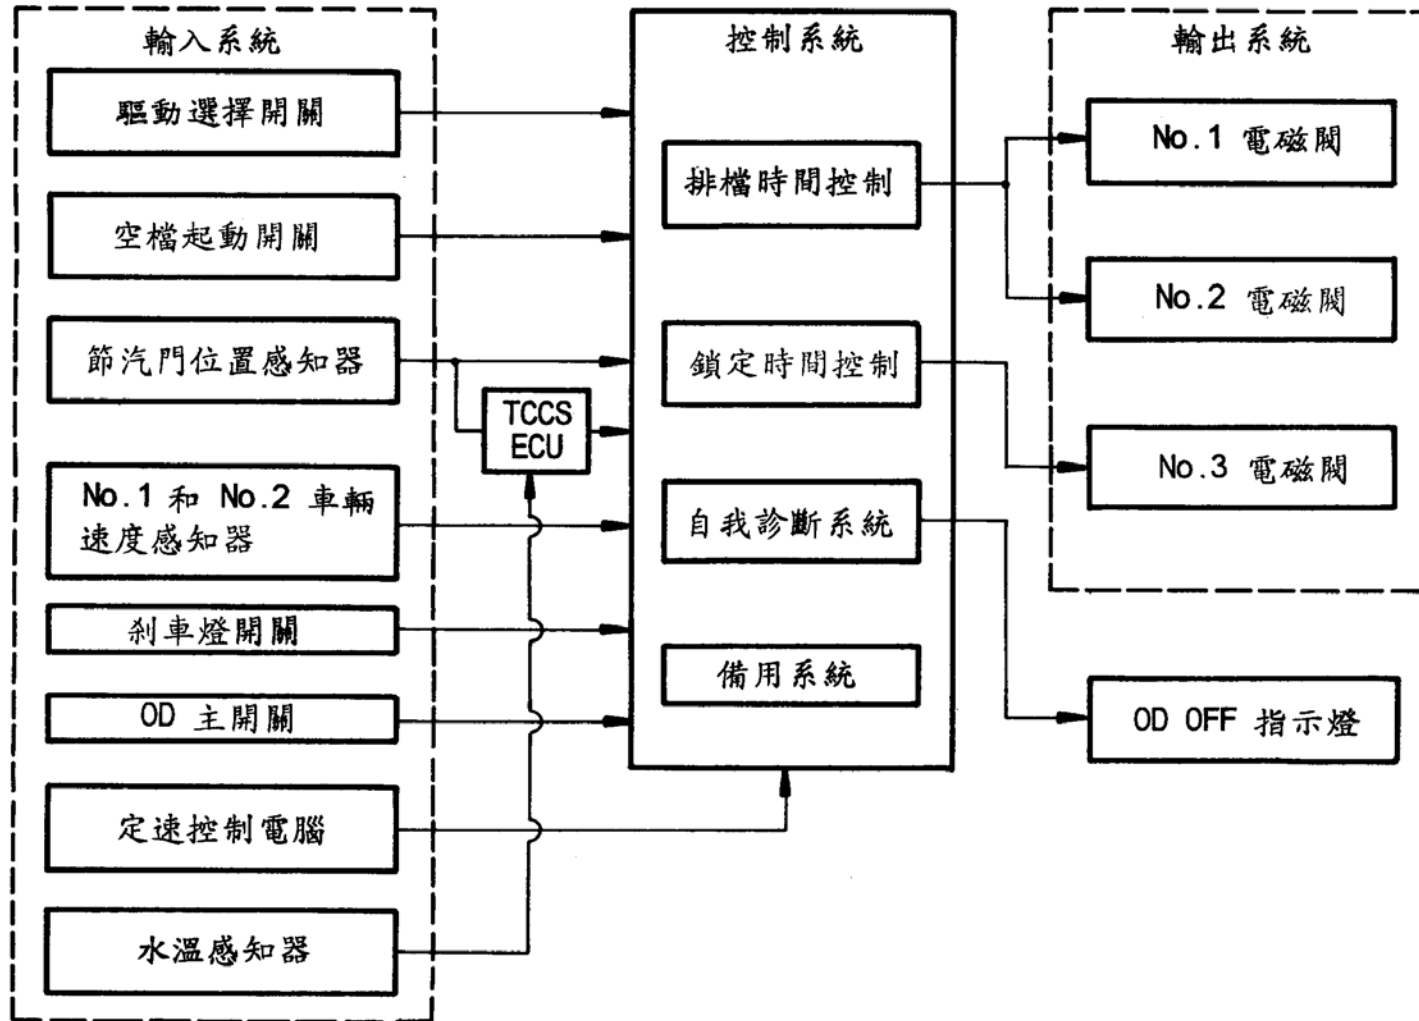 輸入系統
驅動選擇開關
空檔起動開關
節汽門位置感知器
No.1 和 No.2 車輛
速度感知器
剎車燈開關
OD 主開關
定速控制電腦
水溫感知器
TCCS
ECU
控制系統
排檔時間控制
鎖定時間控制
自我診斷系統
備用系統
輸出系統
No.1 電磁閥
No.2 電磁閥
No.3 電磁閥
OD OFF 指示燈